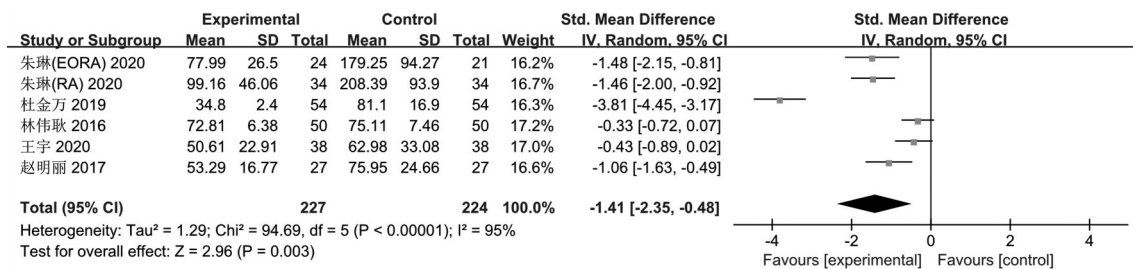 Experimental Control Std. Mean Difference Std. Mean Difference
Study or Subgroup Mean SD Total Mean SD Total Weight IV, Random, 95% CI IV, Random, 95% CI
朱琳(EORA) 2020 77.99 26.5 24 179.25 94.27 21 16.2% -1.48 [-2.15, -0.81]
朱琳(RA) 2020 99.16 46.06 34 208.39 93.9 34 16.7% -1.46 [-2.00, -0.92]
杜金万 2019 34.8 2.4 54 81.1 16.9 54 16.3% -3.81 [-4.45, -3.17]
林伟耿 2016 72.81 6.38 50 75.11 7.46 50 17.2% -0.33 [-0.72, 0.07]
王宇 2020 50.61 22.91 38 62.98 33.08 38 17.0% -0.43 [-0.89, 0.02]
赵明丽 2017 53.29 16.77 27 75.95 24.66 27 16.6% -1.06 [-1.63, -0.49]
Total (95% CI) 227 224 100.0% -1.41 [-2.35, -0.48]
Heterogeneity: Tau² = 1.29; Chi² = 94.69, df = 5 (P < 0.00001); I² = 95%
Test for overall effect: Z = 2.96 (P = 0.003)
-4 -2 0 2 4
Favours [experimental] Favours [control]